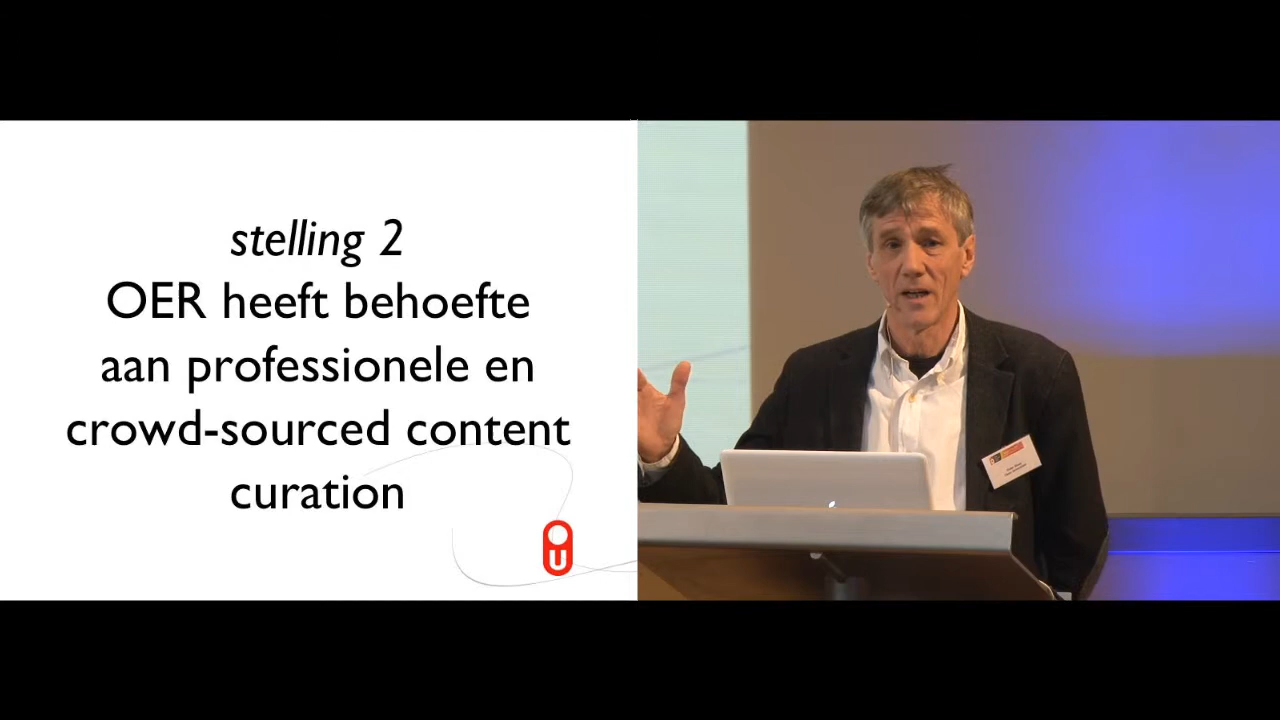 stelling 2
OER heeft behoefte
aan professionele en
crowd-sourced content
curation